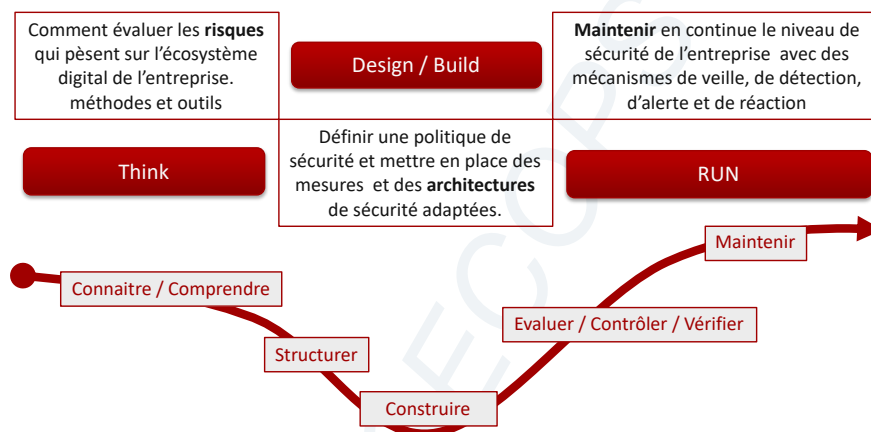 Comment évaluer les risques
qui pèsent sur l'écosystème
digital de l'entreprise.
méthodes et outils
Think
Design / Build
Définir une politique de
sécurité et mettre en place des
mesures et des architectures
de sécurité adaptées.
Maintenir en continue le niveau de
sécurité de l'entreprise avec des
mécanismes de veille, de détection,
d'alerte et de réaction
RUN
Connaitre / Comprendre
Structurer
Construire
Evaluer / Contrôler / Vérifier
Maintenir